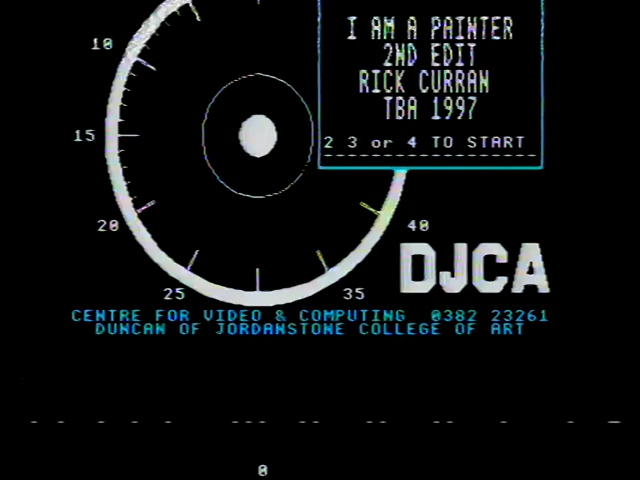 I AM A PAINTER
2ND EDIT
RICK CURRAN
TBA 1997
2 3 or 4 TO START
10
15
20
25
35
40
DJCA
CENTRE FOR VIDEO & COMPUTING 0382 23261
DUNCAN OF JORDANSTONE COLLEGE OF ART
0